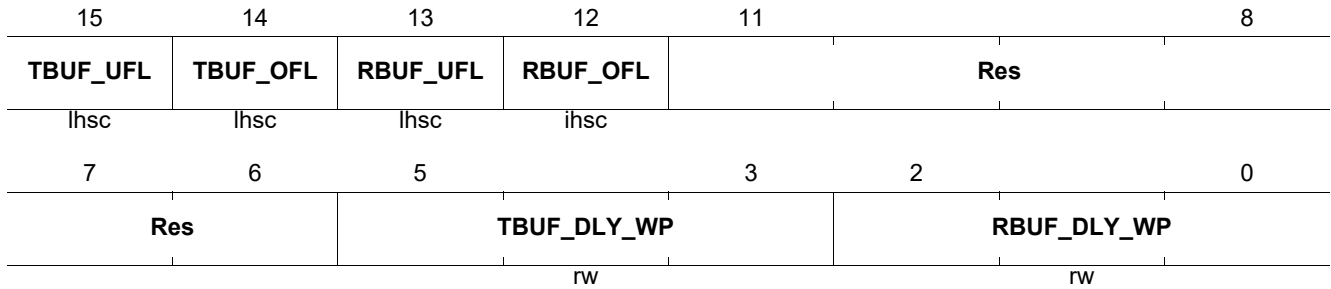 15 14 13 12 11 8
TBUF_UFL TBUF_OFL RBUF_UFL RBUF_OFL Res
lhsc lhsc lhsc ihsc
7 6 5 3 2 0
Res TBUF_DLY_WP RBUF_DLY_WP
rw rw